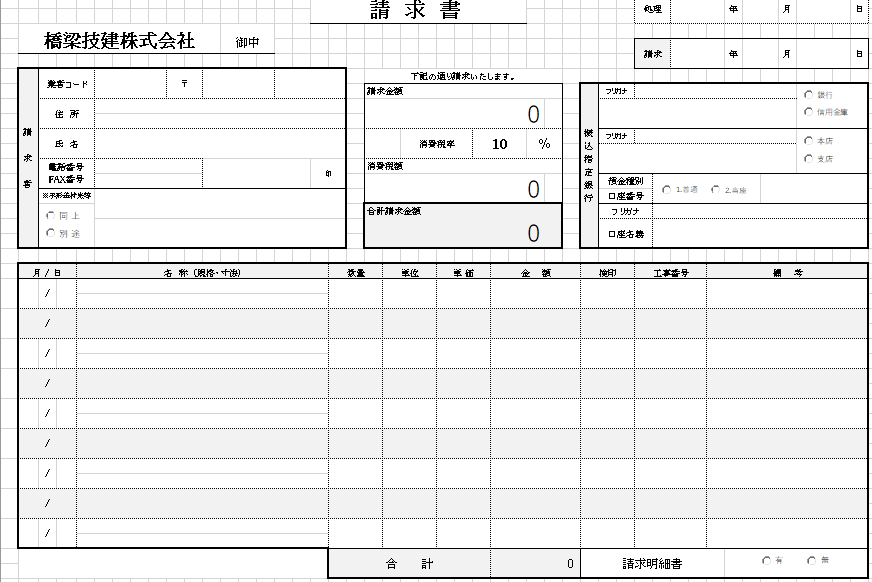 請 求 書
処理 年 月 日
橋梁技建株式会社 御中
請求 年 月 日
下記の通り請求いたします。
請求者
業者コード 〒
住 所
氏 名
電話番号
FAX番号 印
同 上
別 途
請求金額
0
消費税率 10 %
消費税額
0
合計請求金額
0
振込指定銀行
フリガナ
銀行
信用金庫
フリガナ
本店
支店
預金種別
口座番号
1.普通 2.当座
フリガナ
口座名義
月 / 日 名 称 (規格・寸法) 数量 単位 単価 金 額 検印 工事番号 備 考
/
/
/
/
/
/
/
/
/
合 計 0 請求明細書 有 無